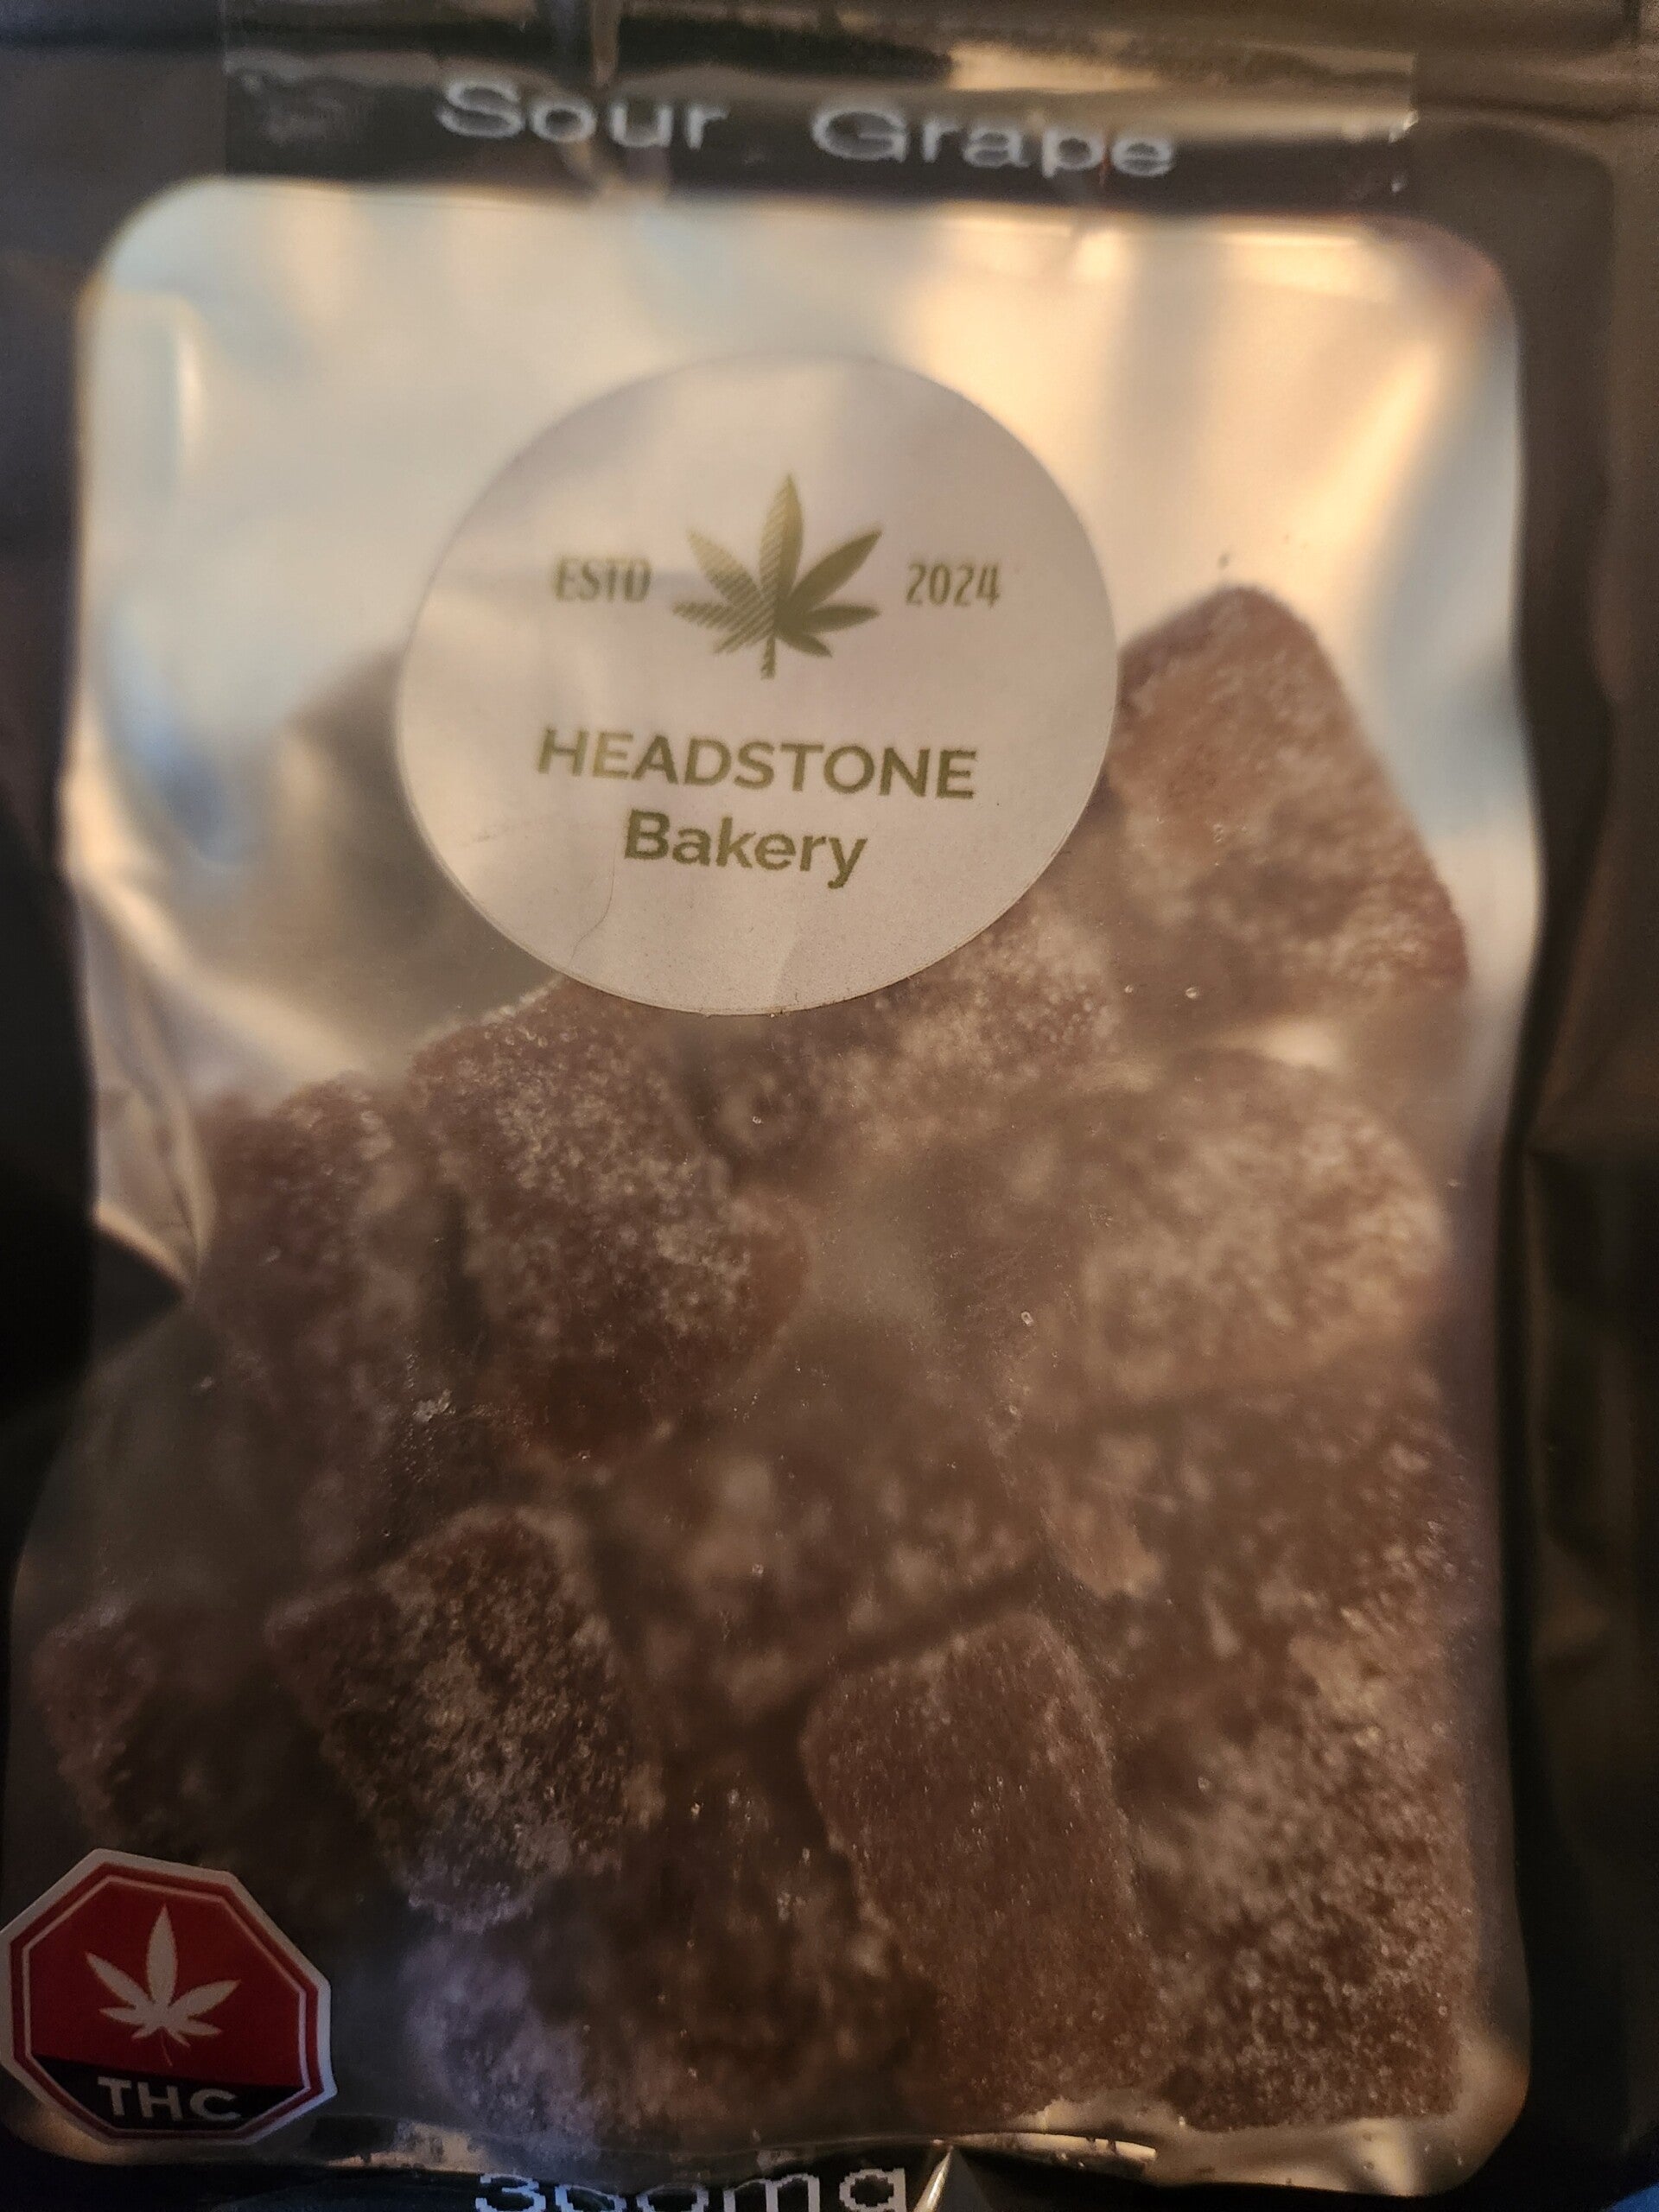 Sour Grape
ESTD 2024
HEADSTONE
Bakery
THC